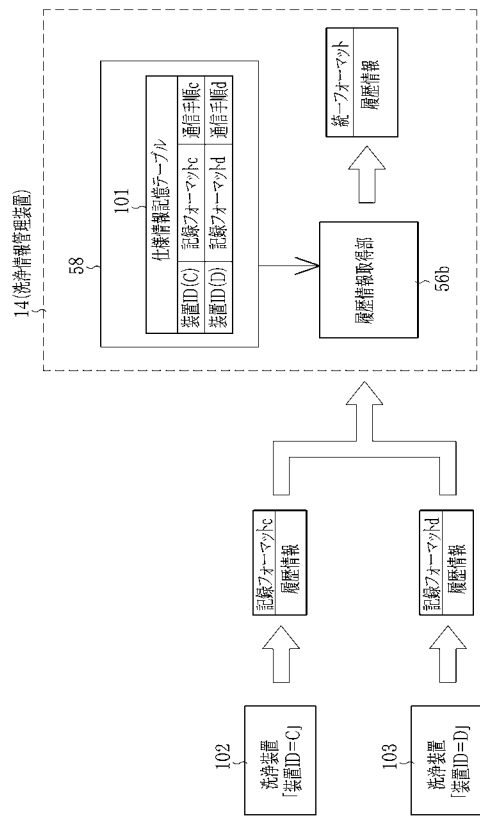 14(洗浄情報管理装置)
58
101
仕様情報記憶テーブル
装置ID(C) 記録フォーマットc 通信手順c
装置ID(D) 記録フォーマットd 通信手順d
履歴情報取得部
56b
統一フォーマット
履歴情報
102
洗浄装置
「装置ID=C」
記録フォーマットc
履歴情報
103
洗浄装置
「装置ID=D」
記録フォーマットd
履歴情報